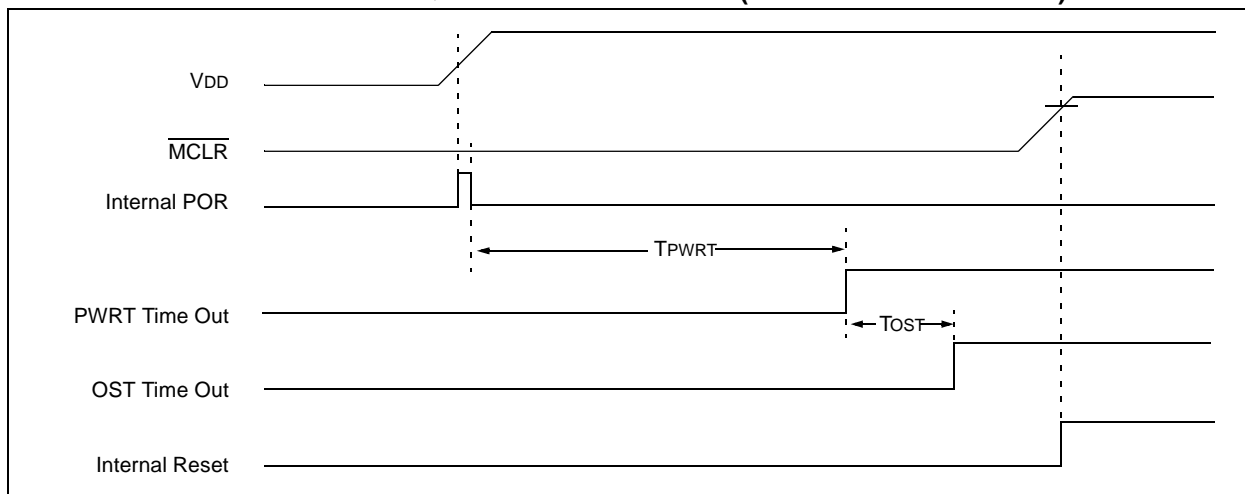 VDD
MCLR
Internal POR
TPWRT
PWRT Time Out
TOST
OST Time Out
Internal Reset